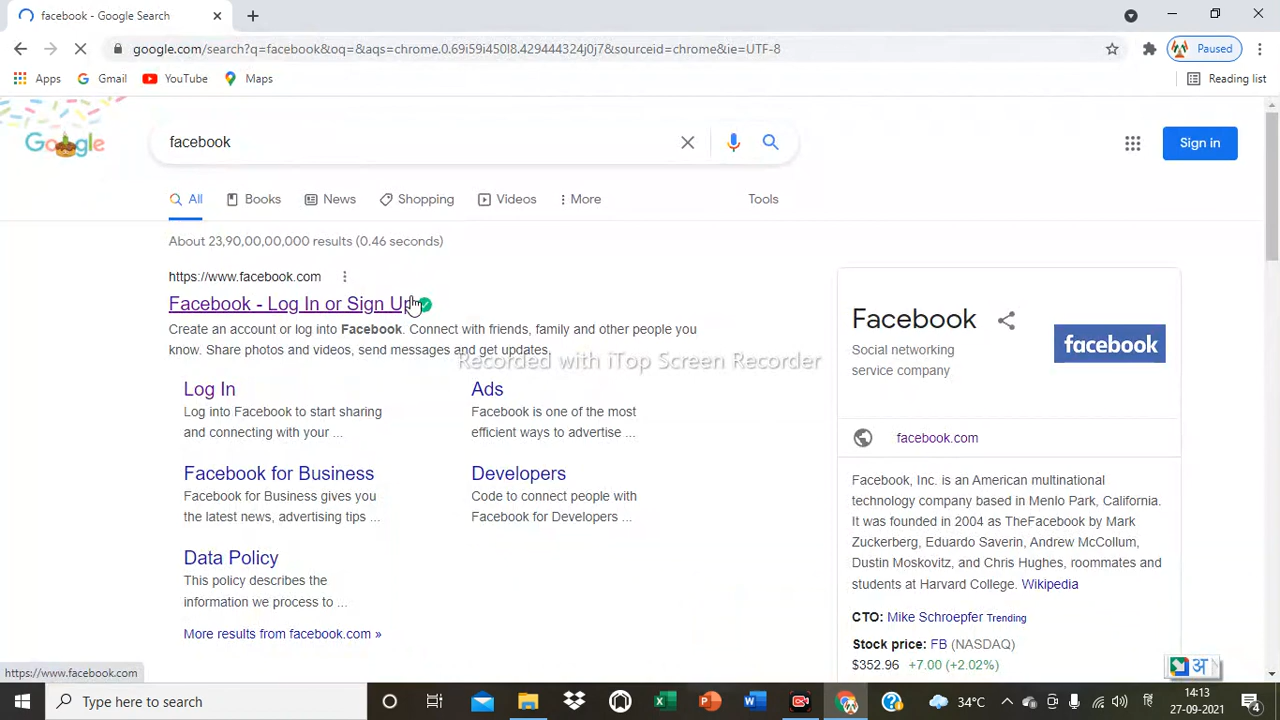 facebook - Google Search
google.com/search?q=facebook&oq=&aqs=chrome.0.69i59i450l8.429444324j0j7&sourceid=chrome&ie=UTF-8
Paused
Apps
Gmail
YouTube
Maps
Reading list
facebook
Sign in
All
Books
News
Shopping
Videos
More
Tools
About 23,90,00,00,000 results (0.46 seconds)
https://www.facebook.com
Facebook - Log In or Sign Up
Create an account or log into Facebook. Connect with friends, family and other people you
know. Share photos and videos, send messages and get updates.
Recorded with iTop Screen Recorder
Log In
Log into Facebook to start sharing
and connecting with your ...
Ads
Facebook is one of the most
efficient ways to advertise ...
Facebook for Business
Facebook for Business gives you
the latest news, advertising tips ...
Developers
Code to connect people with
Facebook for Developers ...
Data Policy
This policy describes the
information we process to ...
More results from facebook.com »
Facebook
Social networking
service company
facebook
facebook.com
Facebook, Inc. is an American multinational
technology company based in Menlo Park, California.
It was founded in 2004 as TheFacebook by Mark
Zuckerberg, Eduardo Saverin, Andrew McCollum,
Dustin Moskovitz, and Chris Hughes, roommates and
students at Harvard College. Wikipedia
CTO: Mike Schroepfer Trending
Stock price: FB (NASDAQ)
$352.96 +7.00 (+2.02%)
https://www.facebook.com
अ
Type here to search
34°C
14:13
27-09-2021
4